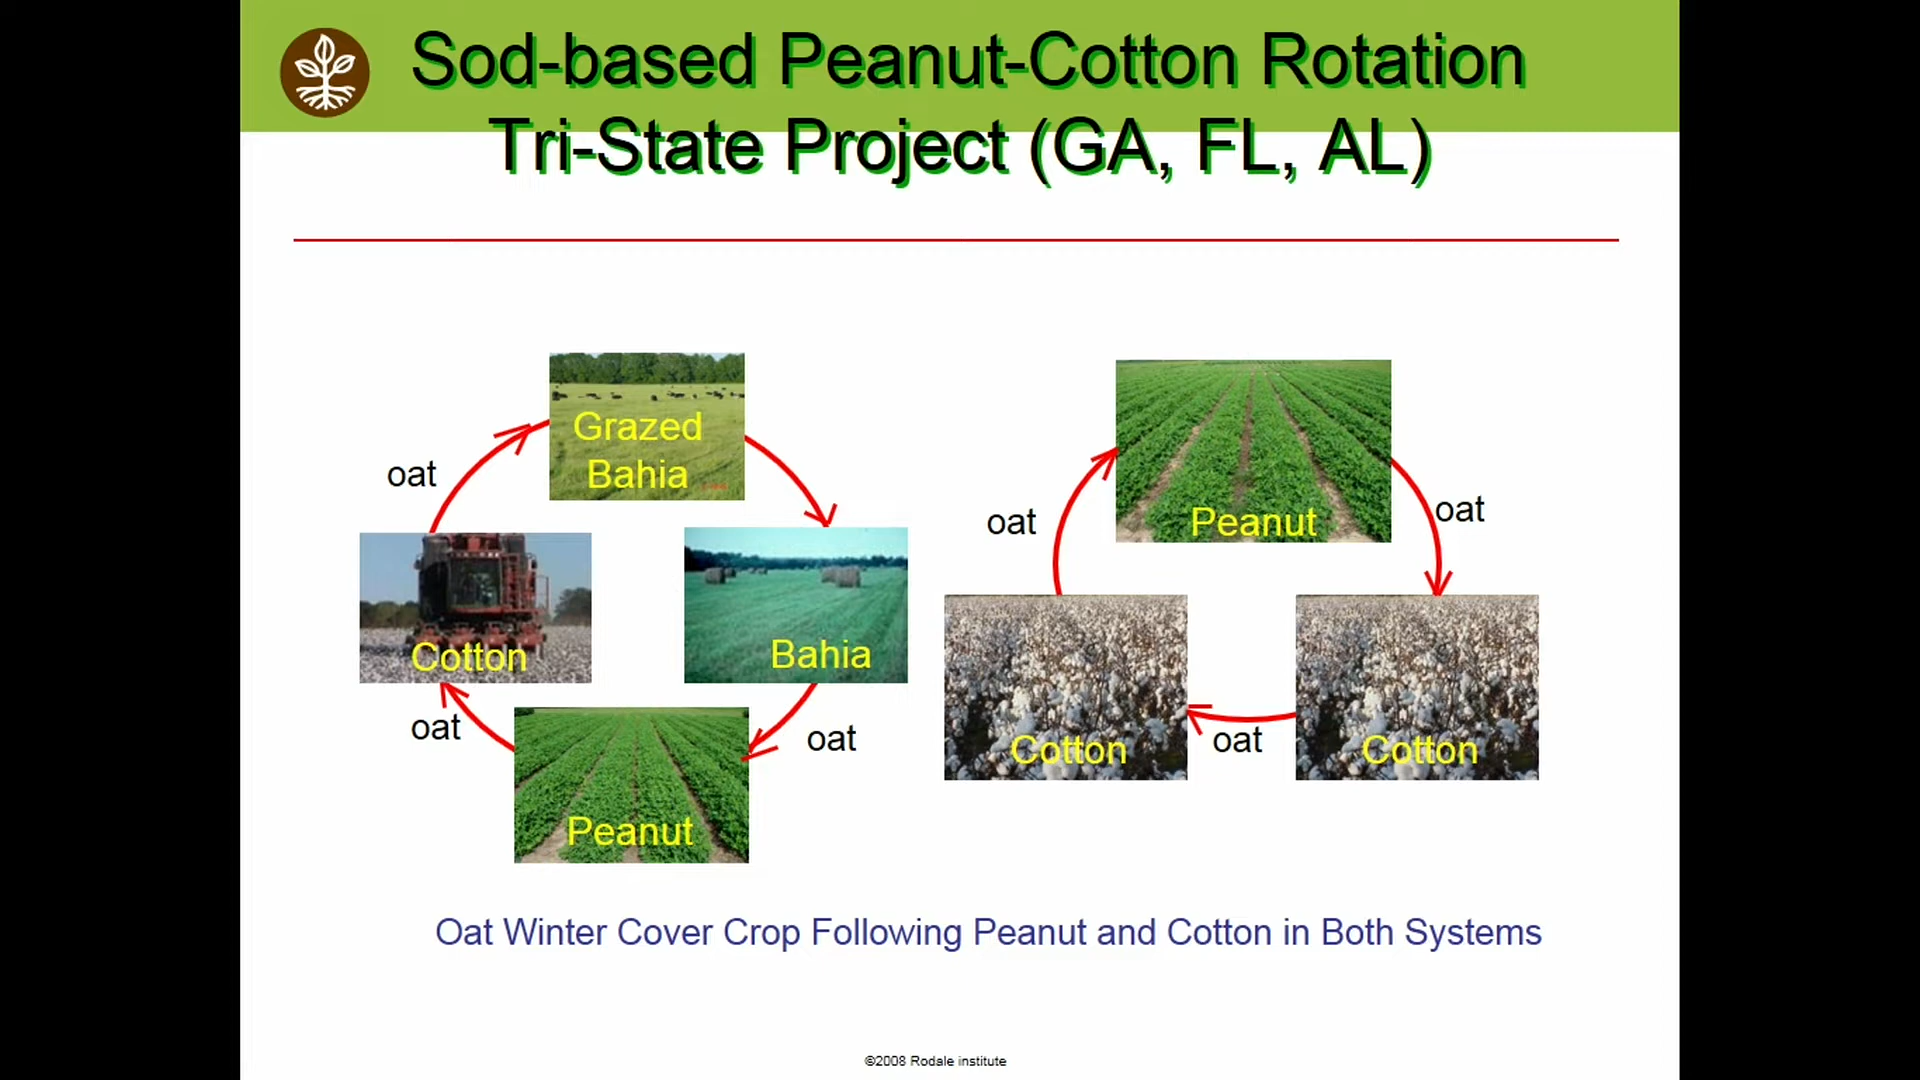 Sod-based Peanut-Cotton Rotation
Tri-State Project (GA, FL, AL)
Grazed
Bahia
oat
Cotton
Bahia
oat
oat
Peanut
Peanut
oat
oat
Cotton
oat
Cotton
Oat Winter Cover Crop Following Peanut and Cotton in Both Systems
©2008 Rodale institute